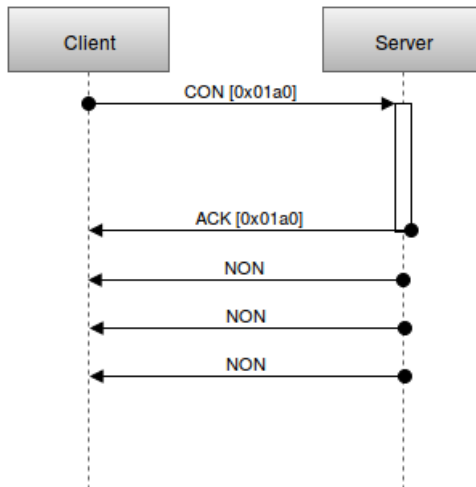 Client
Server
CON [0x01a0]
ACK [0x01a0]
NON
NON
NON